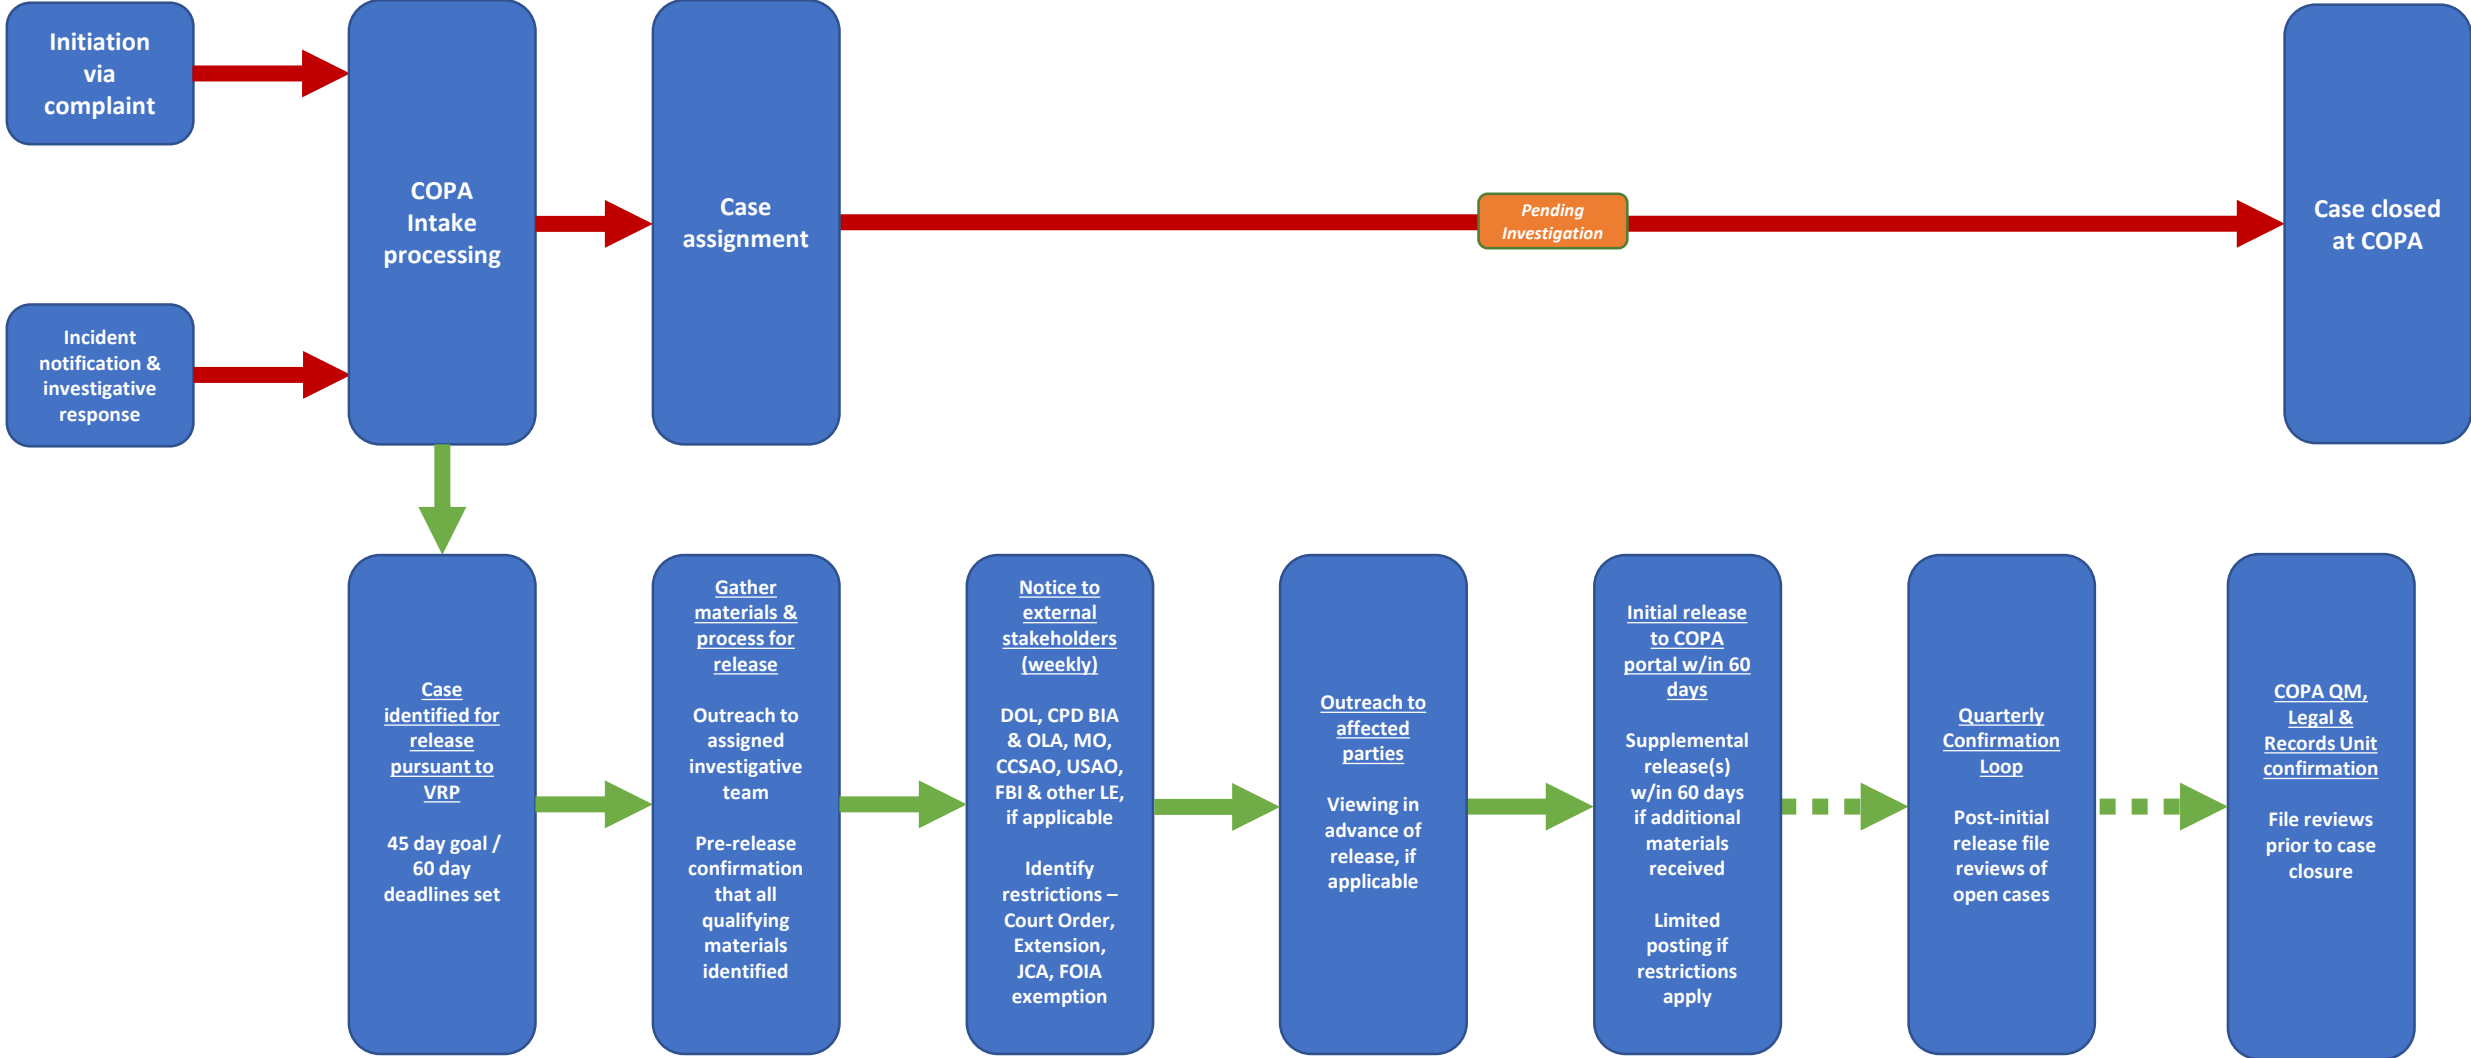 Initiation
via
complaint
Incident
notification &
investigative
response
COPA
Intake
processing
Case
assignment
Pending
Investigation
Case closed
at COPA
Case
identified for
release
pursuant to
VRP
45 day goal /
60 day
deadlines set
Gather
materials &
process for
release
Outreach to
assigned
investigative
team
Pre-release
confirmation
that all
qualifying
materials
identified
Notice to
external
stakeholders
(weekly)
DOL, CPD BIA
& OLA, MO,
CCSAO, USAO,
FBI & other LE,
if applicable
Identify
restrictions –
Court Order,
Extension,
JCA, FOIA
exemption
Outreach to
affected
parties
Viewing in
advance of
release, if
applicable
Initial release
to COPA
portal w/in 60
days
Supplemental
release(s)
w/in 60 days
if additional
materials
received
Limited
posting if
restrictions
apply
Quarterly
Confirmation
Loop
Post-initial
release file
reviews of
open cases
COPA QM,
Legal &
Records Unit
confirmation
File reviews
prior to case
closure